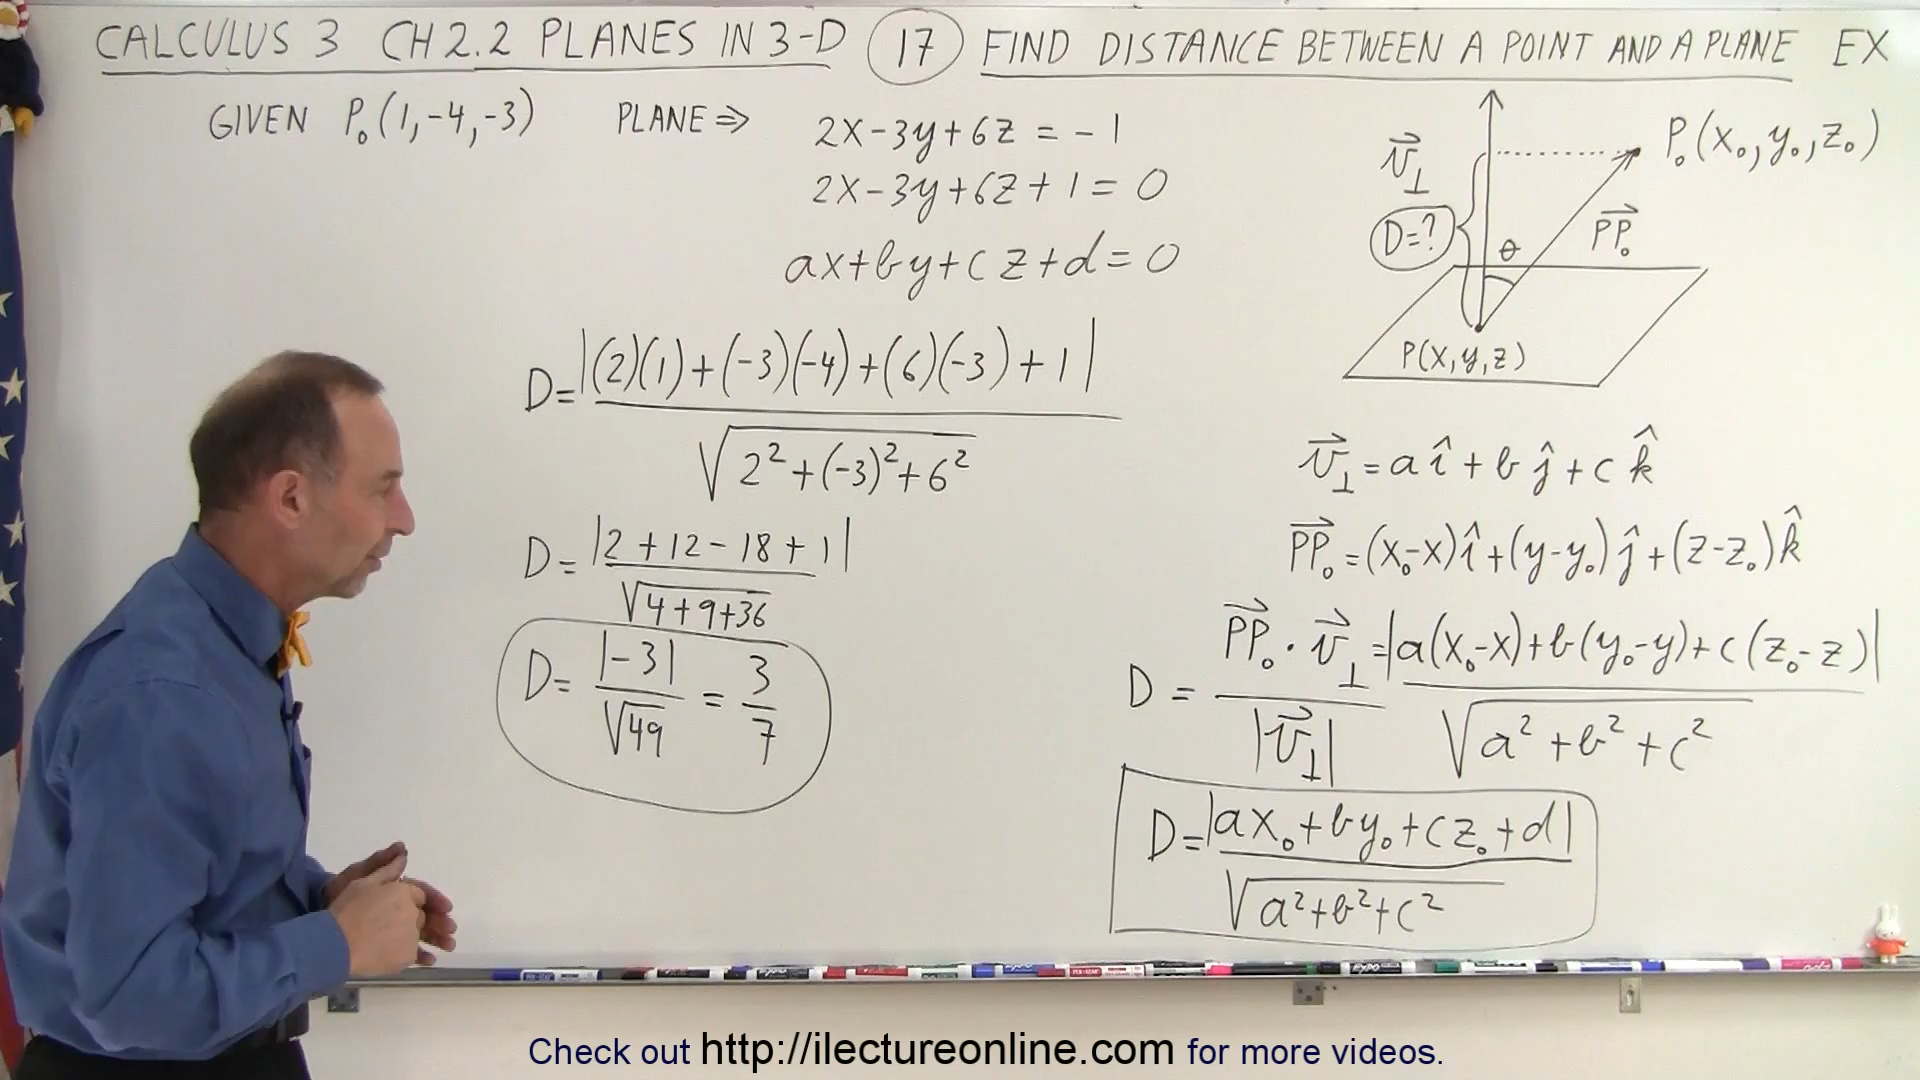 CALCULUS 3 CH 2.2 PLANES IN 3-D 17 FIND DISTANCE BETWEEN A POINT AND A PLANE EX
GIVEN P₀(1,-4,-3) PLANE ⇒ 2x-3y+6z = -1
2x-3y+6z+1=0
ax+by+cz+d=0
D= |(2)(1)+(-3)(-4)+(6)(-3)+1|
√2²+(-3)²+6²
D= |2+12-18+1|
√4+9+36
D= |-3| = 3
√49 7
v⃗⊥ P₀(x₀,y₀,z₀)
D=? θ PP₀⃗
P(x,y,z)
v⃗⊥=a î+b ĵ+c k̂
PP₀⃗=(x₀-x)î+(y-y₀)ĵ+(z-z₀)k̂
D = PP₀⃗·v⃗⊥ = |a(x₀-x)+b(y₀-y)+c(z₀-z)|
|v⃗⊥| √a²+b²+c²
D= |ax₀+by₀+cz₀+d|
√a²+b²+c²
Check out http://ilectureonline.com for more videos.